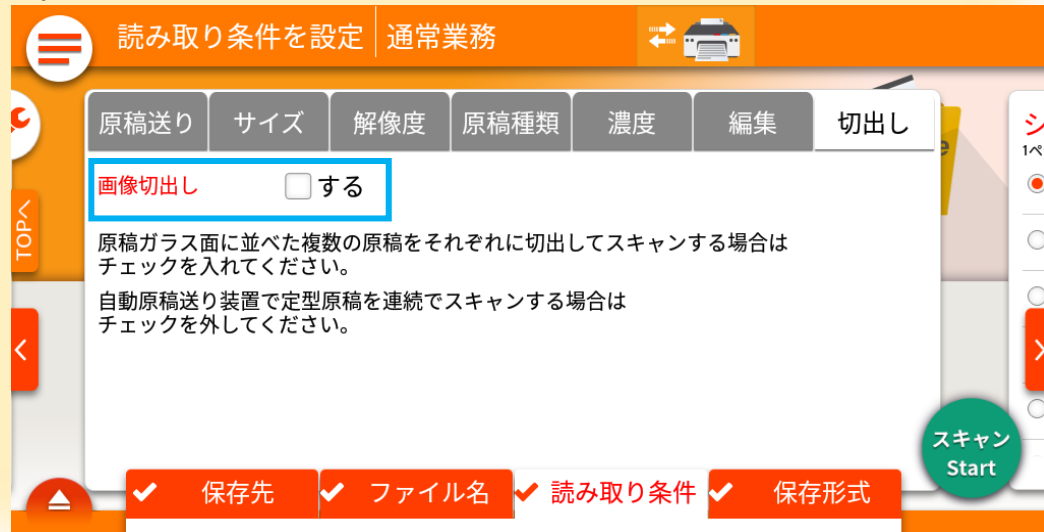 読み取り条件を設定 通常業務
原稿送り サイズ 解像度 原稿種類 濃度 編集 切出し
画像切出し する
原稿ガラス面に並べた複数の原稿をそれぞれに切出してスキャンする場合は
チェックを入れてください。
自動原稿送り装置で定型原稿を連続でスキャンする場合は
チェックを外してください。
TOPへ
スキャン
Start
保存先 ファイル名 読み取り条件 保存形式